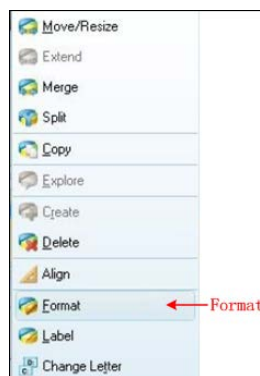 Move/Resize
Extend
Merge
Split
Copy
Explore
Create
Delete
Align
Format
Format
Label
Change Letter